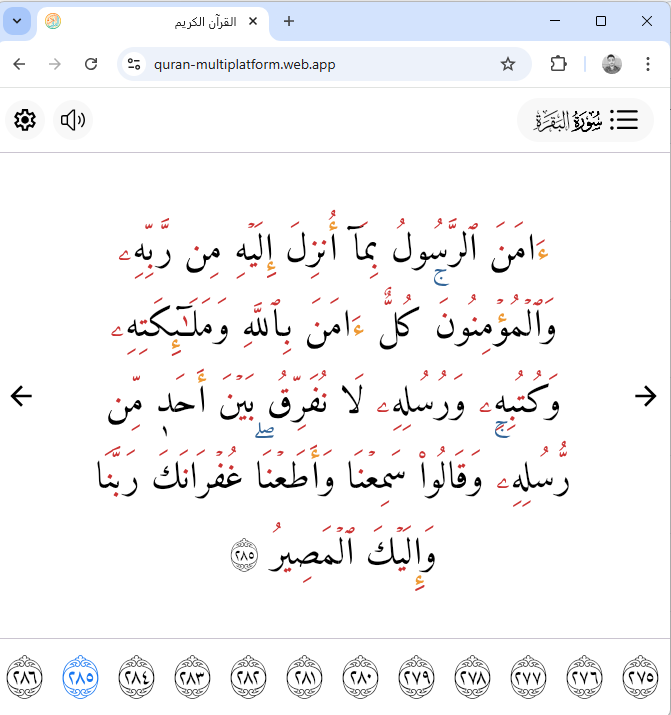 القرآن الكريم
quran-multiplatform.web.app
سُورَةُ البَقَرَةِ
ءَامَنَ ٱلرَّسُولُ بِمَآ أُنزِلَ إِلَيْهِ مِن رَّبِّهِۦ
وَٱلْمُؤْمِنُونَۚ كُلٌّ ءَامَنَ بِٱللَّهِ وَمَلَـٰٓئِكَتِهِۦ
وَكُتُبِهِۦ وَرُسُلِهِۦ لَا نُفَرِّقُ بَيْنَ أَحَدٍۢ مِّن
رُّسُلِهِۦۚ وَقَالُوا۟ سَمِعْنَا وَأَطَعْنَاۖ غُفْرَانَكَ رَبَّنَا
وَإِلَيْكَ ٱلْمَصِيرُ ٢٨٥
٢٧٥ ٢٧٦ ٢٧٧ ٢٧٨ ٢٧٩ ٢٨٠ ٢٨١ ٢٨٢ ٢٨٣ ٢٨٤ ٢٨٥ ٢٨٦